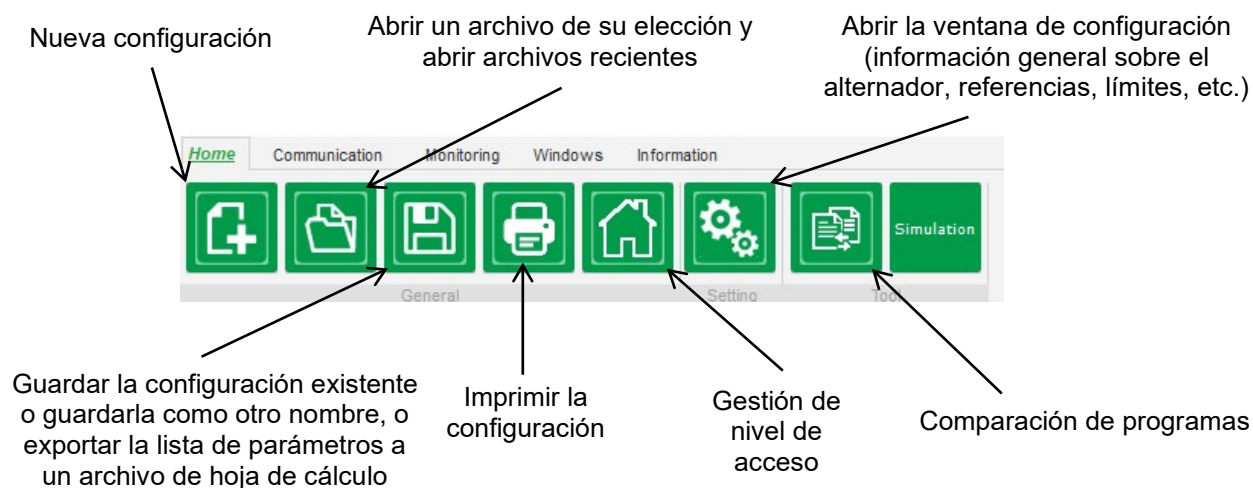 Nueva configuración
Abrir un archivo de su elección y
abrir archivos recientes
Abrir la ventana de configuración
(información general sobre el
alternador, referencias, límites, etc.)
Home Communication Monitoring Windows Information
Simulation
General Setting Tool
Guardar la configuración existente
o guardarla como otro nombre, o
exportar la lista de parámetros a
un archivo de hoja de cálculo
Imprimir la
configuración
Gestión de
nivel de
acceso
Comparación de programas